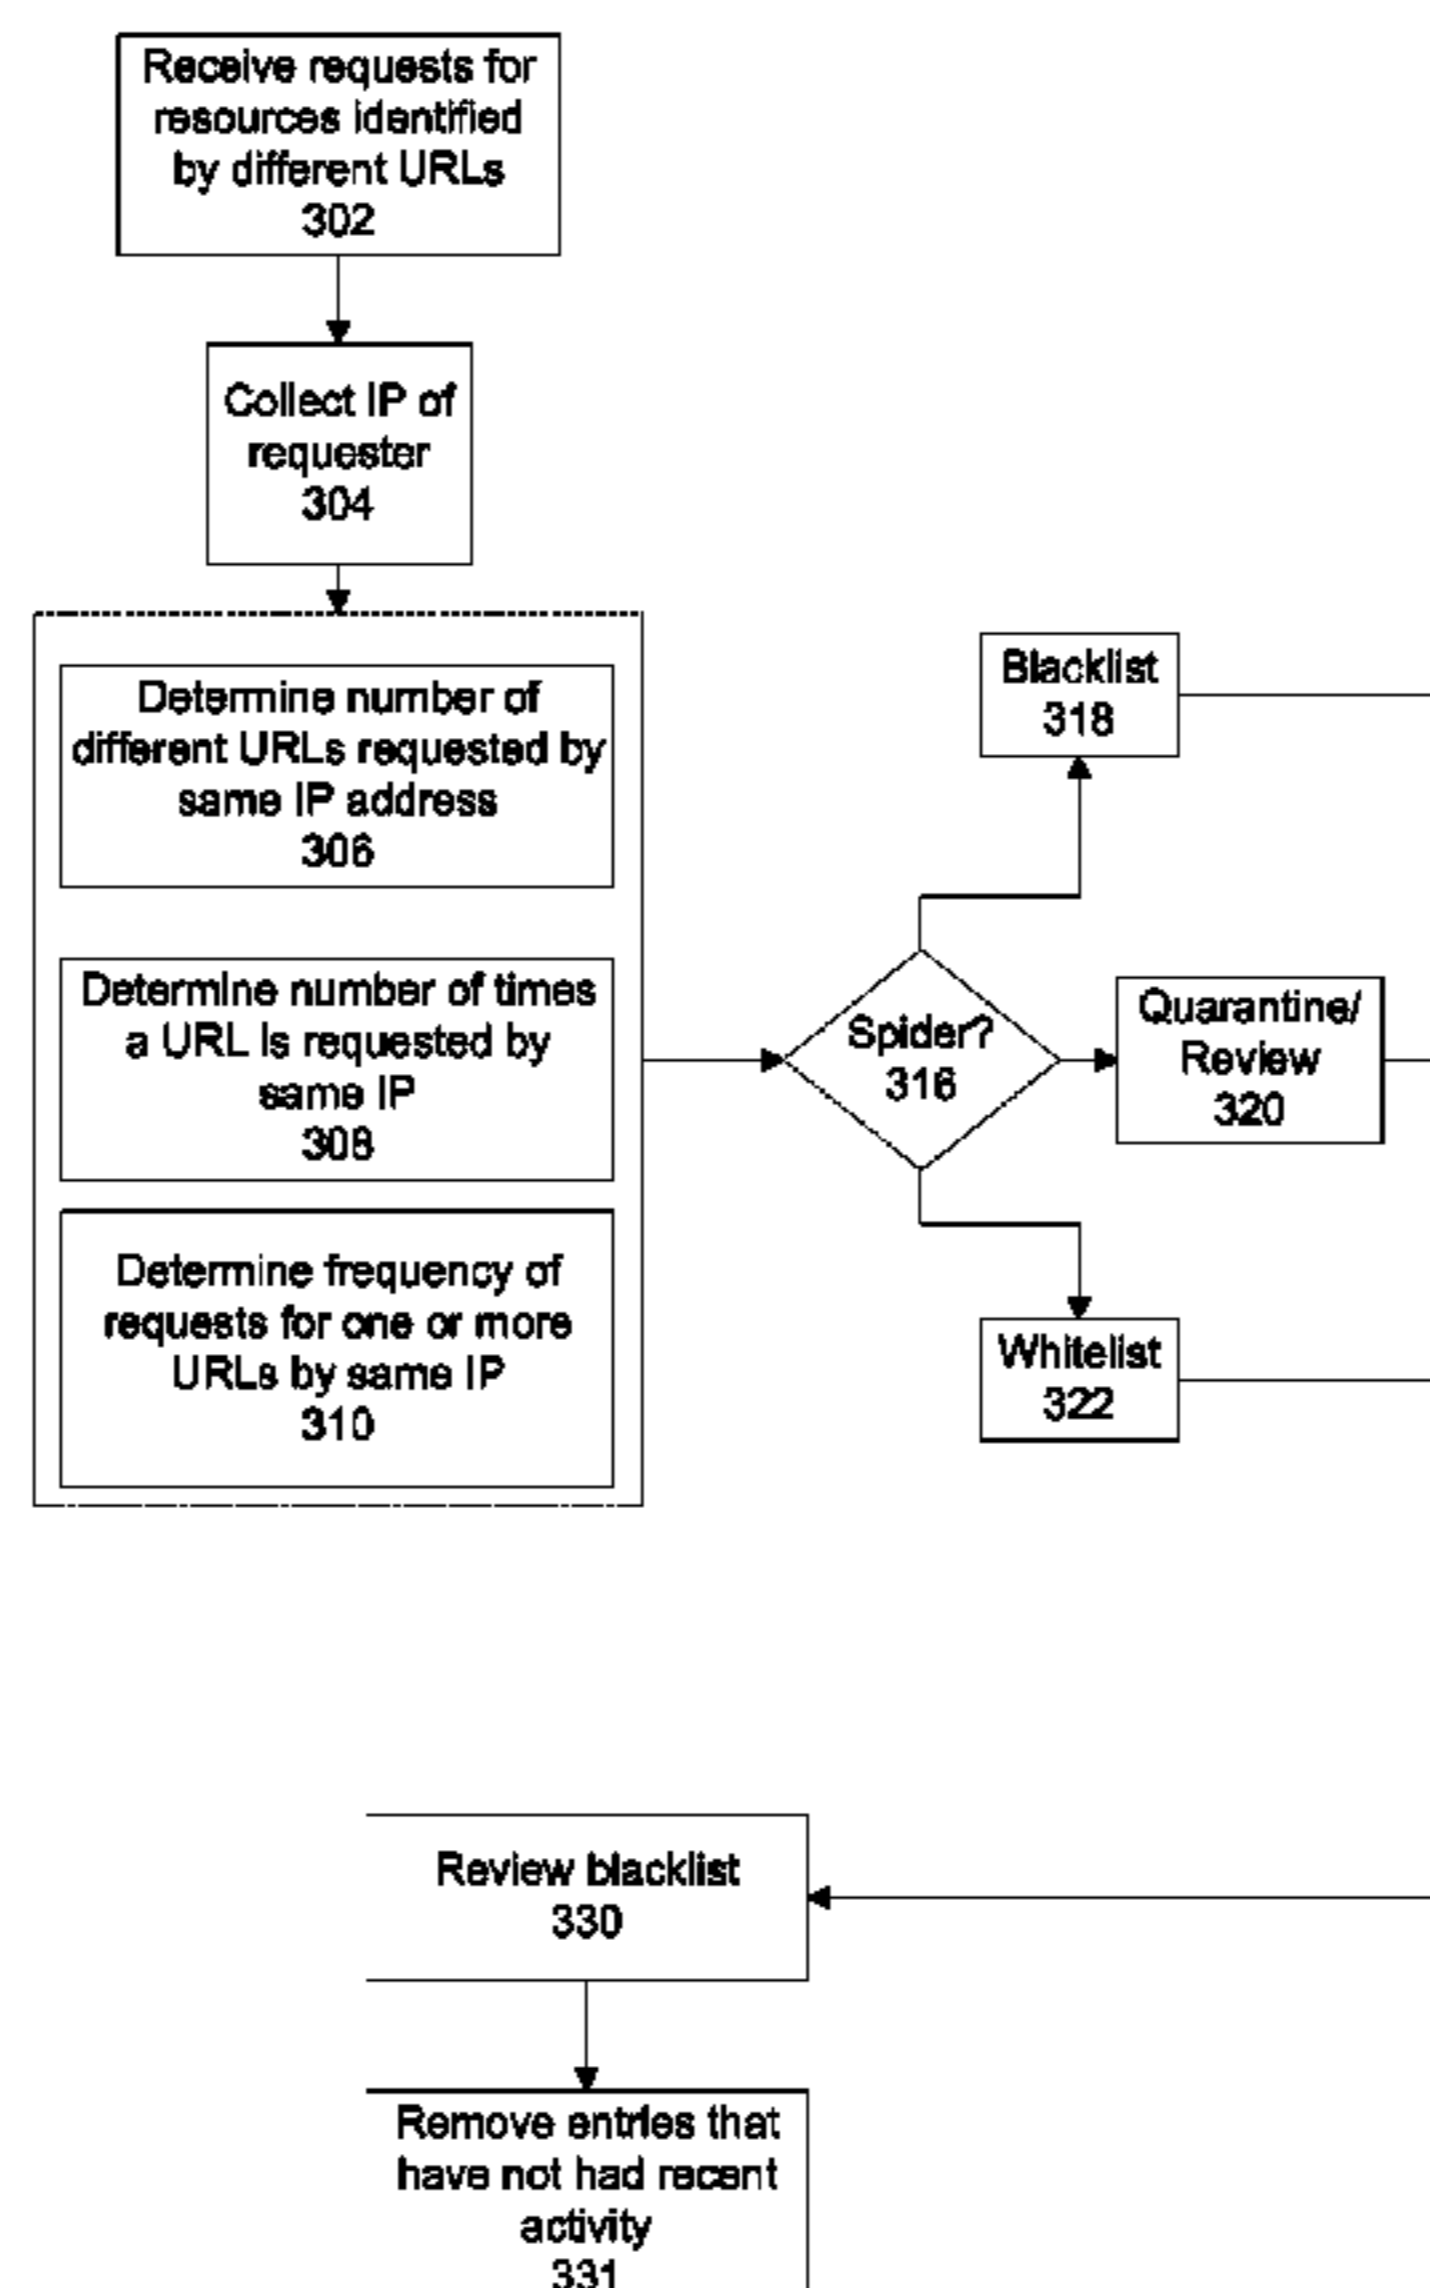 Receive requests for
resources identified
by different URLs
302
Collect IP of
requester
304
Determine number of
different URLs requested by
same IP address
306
Determine number of times
a URL is requested by
same IP
308
Determine frequency of
requests for one or more
URLs by same IP
310
Spider?
316
Blacklist
318
Quarantine/
Review
320
Whitelist
322
Review blacklist
330
Remove entries that
have not had recent
activity
331